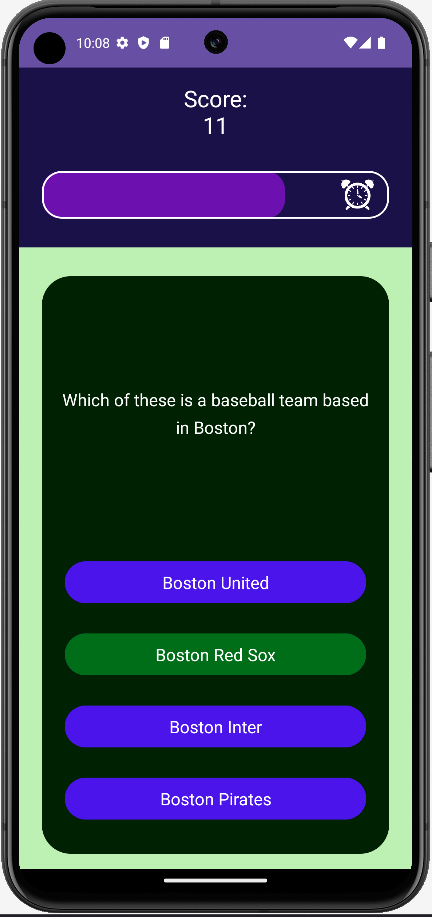 10:08
Score:
11
Which of these is a baseball team based
in Boston?
Boston United
Boston Red Sox
Boston Inter
Boston Pirates